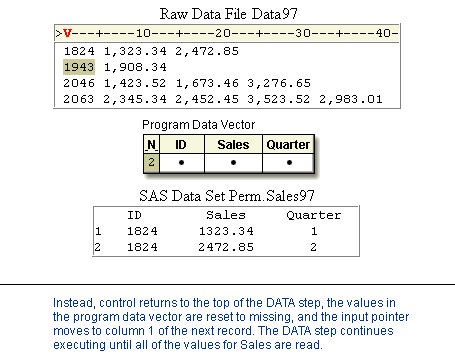 Raw Data File Data97
>V---+----10---+----20---+----30---+----40-
1824 1,323.34 2,472.85
1943 1,908.34
2046 1,423.52 1,673.46 3,276.65
2063 2,345.34 2,452.45 3,523.52 2,983.01
Program Data Vector
_N_ ID Sales Quarter
2 • • •
SAS Data Set Perm.Sales97
ID Sales Quarter
1 1824 1323.34 1
2 1824 2472.85 2
Instead, control returns to the top of the DATA step, the values in
the program data vector are reset to missing, and the input pointer
moves to column 1 of the next record. The DATA step continues
executing until all of the values for Sales are read.